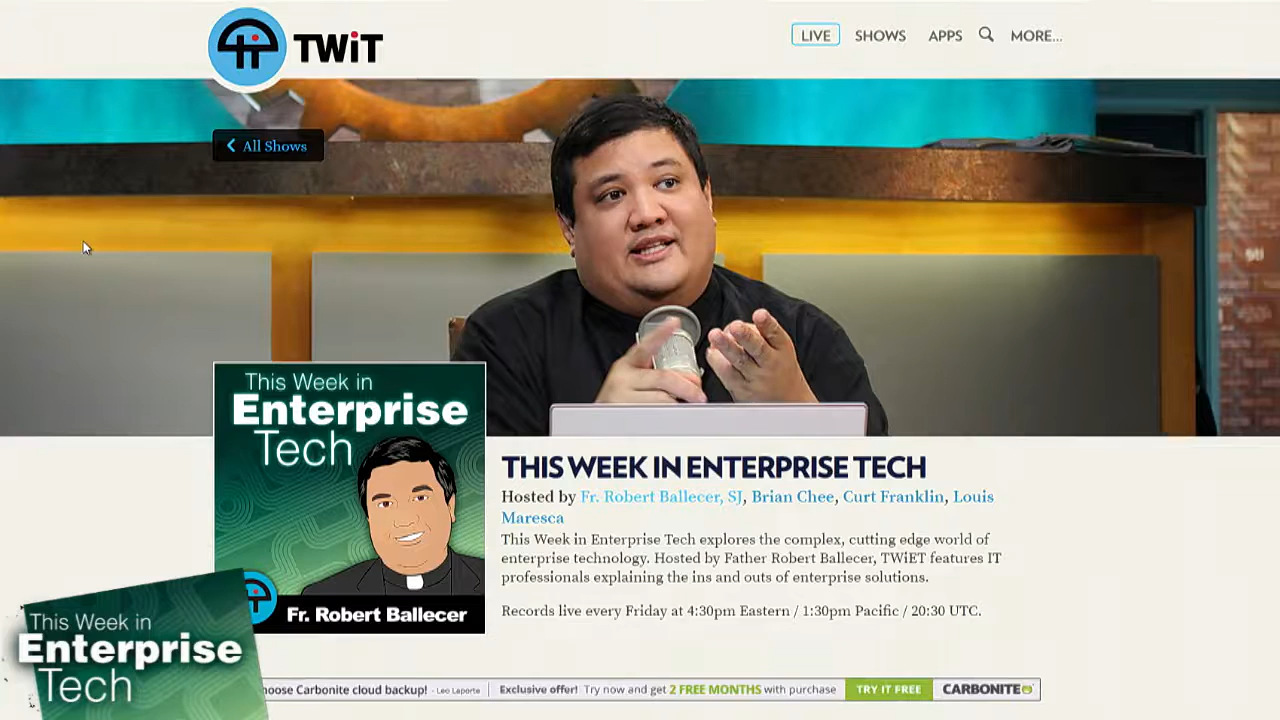 TWiT
LIVE
SHOWS
APPS
MORE...
All Shows
This Week in
Enterprise
Tech
Fr. Robert Ballecer
THIS WEEK IN ENTERPRISE TECH
Hosted by Fr. Robert Ballecer, SJ, Brian Chee, Curt Franklin, Louis
Maresca
This Week in Enterprise Tech explores the complex, cutting edge world of
enterprise technology. Hosted by Father Robert Ballecer, TWiET features IT
professionals explaining the ins and outs of enterprise solutions.
Records live every Friday at 4:30pm Eastern / 1:30pm Pacific / 20:30 UTC.
This Week in
Enterprise
Tech
oose Carbonite cloud backup! - Leo Laporte
Exclusive offer! Try now and get 2 FREE MONTHS with purchase
TRY IT FREE
CARBONITE